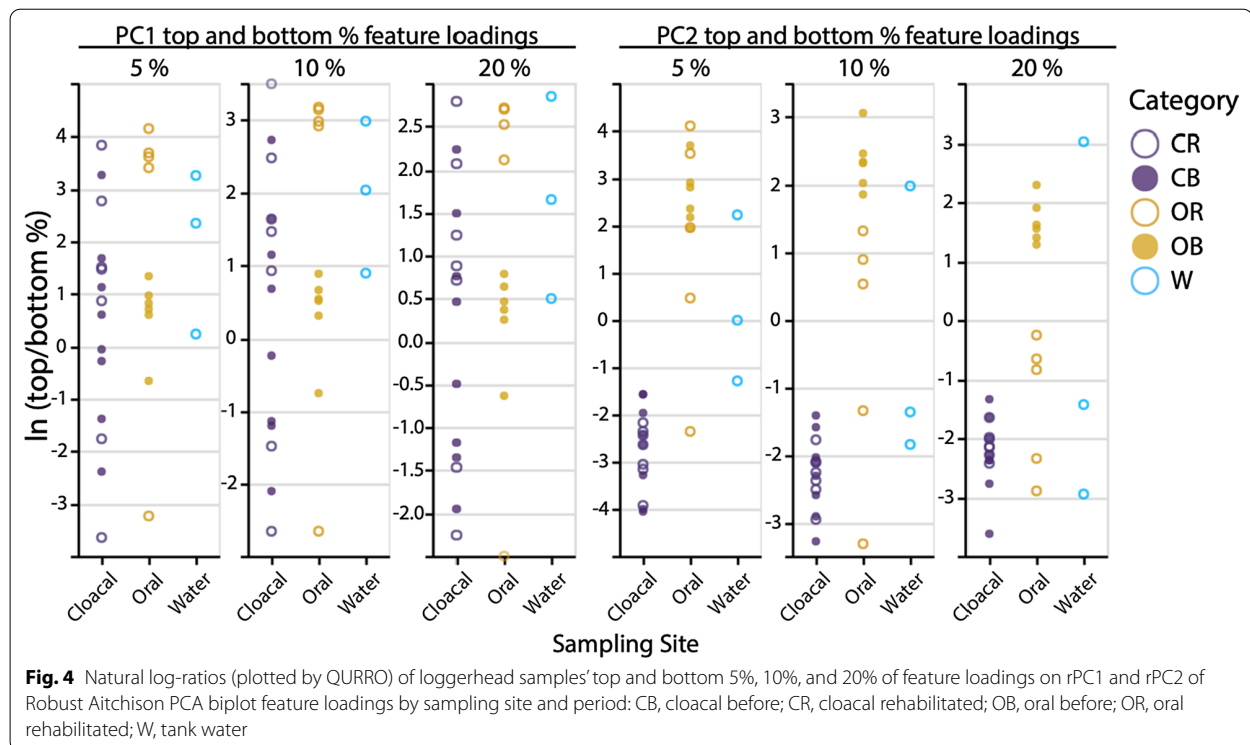 PC1 top and bottom % feature loadings
PC2 top and bottom % feature loadings
5 %
10 %
20 %
5 %
10 %
20 %
ln (top/bottom %)
4
3
2
1
0
-1
-2
-3
3
2
1
0
-1
-2
2.5
2.0
1.5
1.0
0.5
0.0
-0.5
-1.0
-1.5
-2.0
4
3
2
1
0
-1
-2
-3
-4
3
2
1
0
-1
-2
-3
3
2
1
0
-1
-2
-3
Category
CR
CB
OR
OB
W
Cloacal
Oral
Water
Cloacal
Oral
Water
Cloacal
Oral
Water
Cloacal
Oral
Water
Cloacal
Oral
Water
Cloacal
Oral
Water
Sampling Site
Fig. 4 Natural log-ratios (plotted by QURRO) of loggerhead samples' top and bottom 5%, 10%, and 20% of feature loadings on rPC1 and rPC2 of
Robust Aitchison PCA biplot feature loadings by sampling site and period: CB, cloacal before; CR, cloacal rehabilitated; OB, oral before; OR, oral
rehabilitated; W, tank water